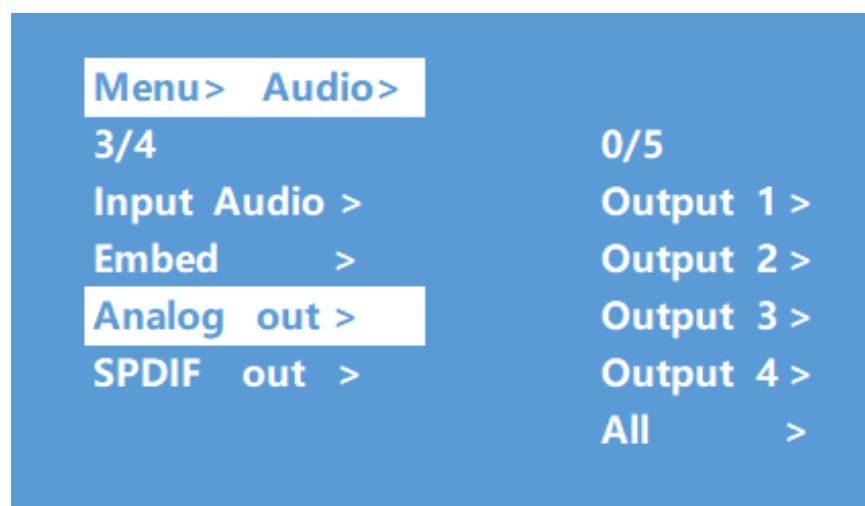 Menu> Audio>
3/4 0/5
Input Audio > Output 1 >
Embed > Output 2 >
Analog out > Output 3 >
SPDIF out > Output 4 >
All >